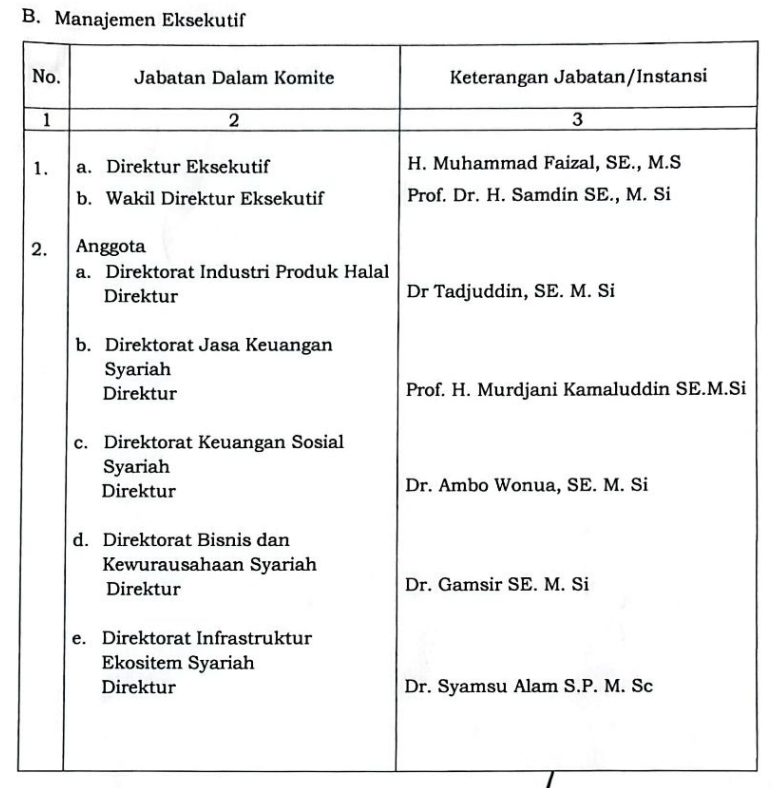 B. Manajemen Eksekutif
No. Jabatan Dalam Komite Keterangan Jabatan/Instansi
1 2 3
1. a. Direktur Eksekutif H. Muhammad Faizal, SE., M.S
b. Wakil Direktur Eksekutif Prof. Dr. H. Samdin SE., M. Si
2. Anggota
a. Direktorat Industri Produk Halal
Direktur Dr Tadjuddin, SE. M. Si
b. Direktorat Jasa Keuangan
Syariah
Direktur Prof. H. Murdjani Kamaluddin SE.M.Si
c. Direktorat Keuangan Sosial
Syariah
Direktur Dr. Ambo Wonua, SE. M. Si
d. Direktorat Bisnis dan
Kewurausahaan Syariah
Direktur Dr. Gamsir SE. M. Si
e. Direktorat Infrastruktur
Ekositem Syariah
Direktur Dr. Syamsu Alam S.P. M. Sc